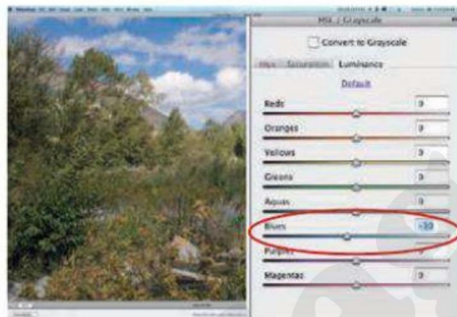 HSL / Grayscale
Convert to Grayscale
Hue Saturation Luminance
Default
Reds 0
Oranges 0
Yellows 0
Greens 0
Aquas 0
Blues -10
Purples 0
Magentas 0